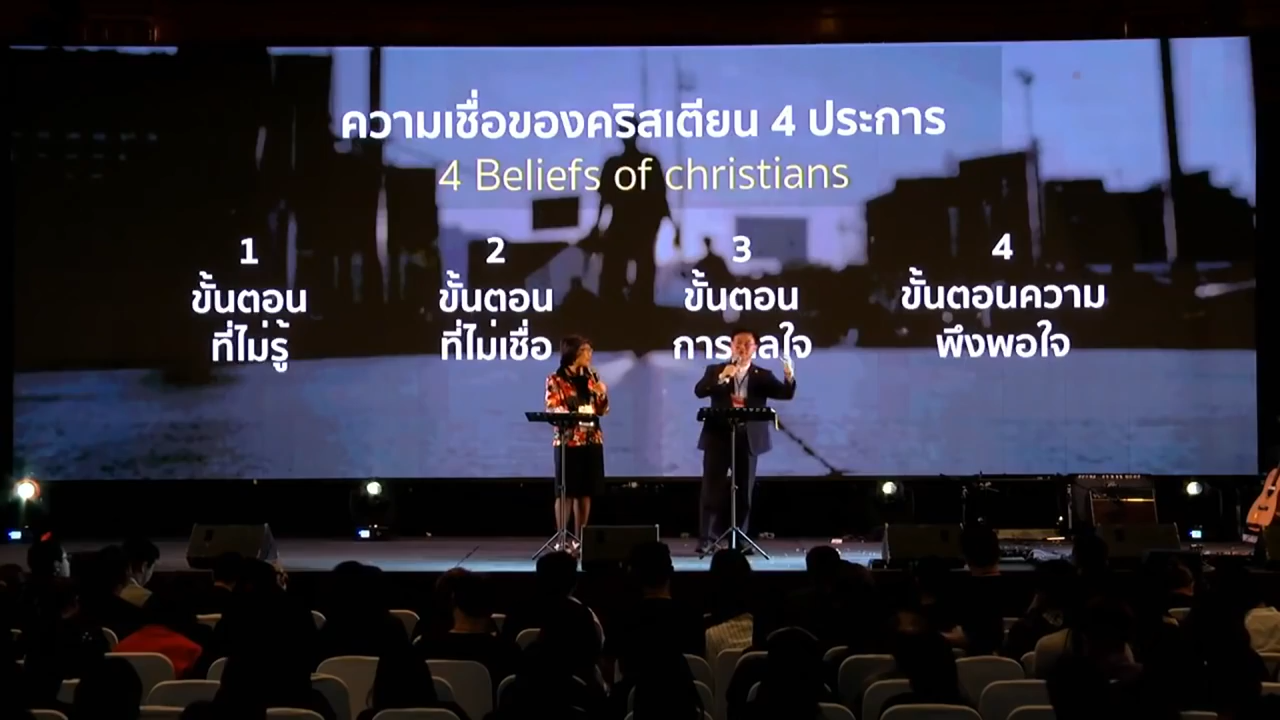 ความเชื่อของคริสเตียน 4 ประการ
4 Beliefs of christians
1
ขั้นตอน
ที่ไม่รู้
2
ขั้นตอน
ที่ไม่เชื่อ
3
ขั้นตอน
4
ขั้นตอนความ
พึงพอใจ